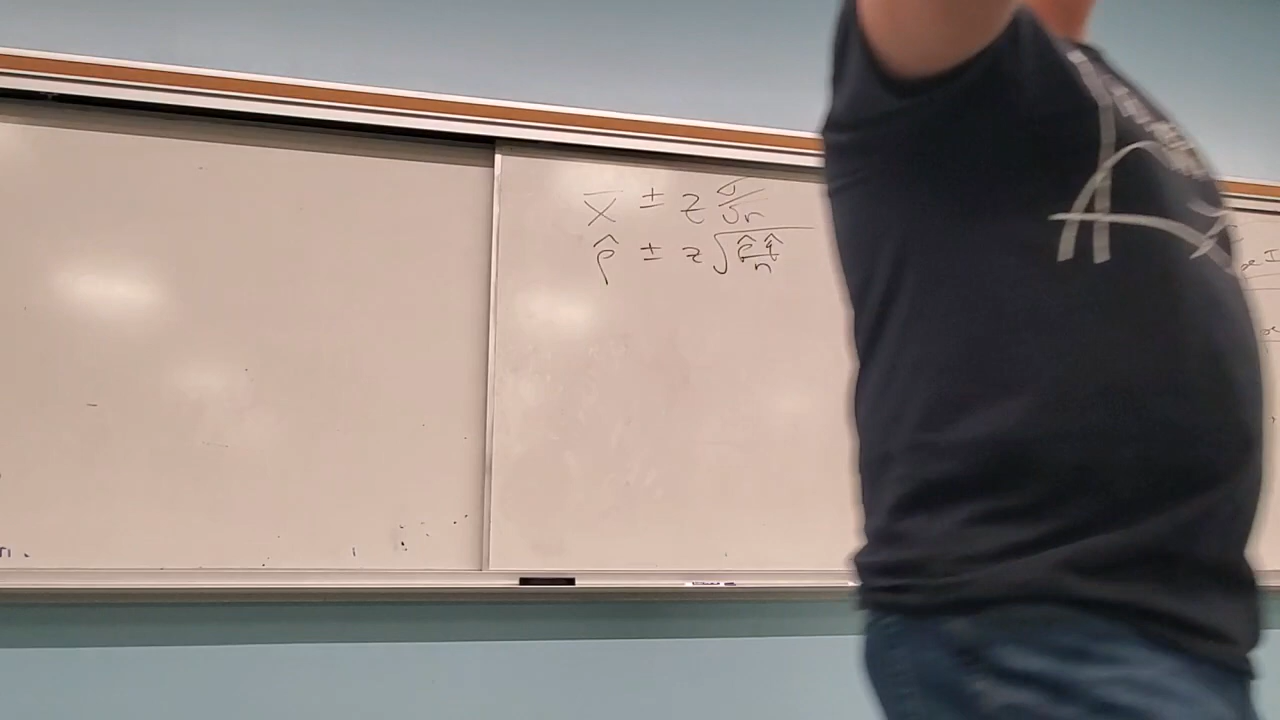 x̄ ± z σ/√n
p̂ ± z √(p̂q̂/n)